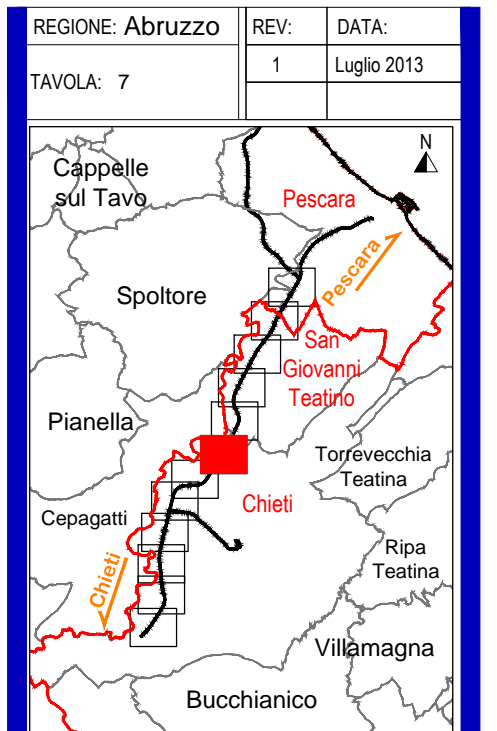 REGIONE: Abruzzo
REV:
DATA:
TAVOLA: 7
1
Luglio 2013
N
Cappelle
sul Tavo
Pescara
Pescara
Spoltore
San
Giovanni
Teatino
Pianella
Torrevecchia
Teatina
Chieti
Cepagatti
Ripa
Teatina
Chieti
Villamagna
Bucchianico